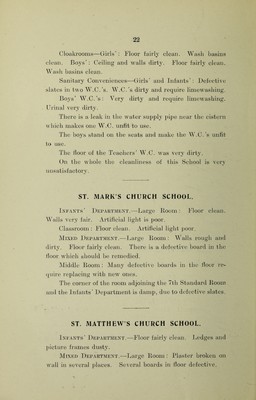 22
Cloakrooms—Girls': Floor fairly clean. Wash basins
clean. Boys': Ceiling and walls dirty. Floor fairly clean.
Wash basins clean.
Sanitary Conveniences—Girls' and Infants': Defective
slates in two W.C.'s. W.C.'s dirty and require limewashing.
Boys' W.C.'s: Very dirty and require limewashing.
Urinal very dirty.
There is a leak in the water supply pipe near the cistern
which makes one W.C. unfit to use.
The boys stand on the seats and make the W.C.'s unfit
to use.
The floor of the Teachers' W.C. was very dirty.
On the whole the cleanliness of this School is very
unsatisfactory.
ST. MARK'S CHURCH SCHOOL.
Infants' Department.—Large Room: Floor clean.
Walls very fair. Artificial light is poor.
Classroom: Floor clean. Artificial light poor.
Mixed Department.—Large Room: Walls rough and
dirty. Floor fairly clean. There is a defective board in the
floor which should be remedied.
Middle Room: Many defective boards in the floor re-
quire replacing with new ones.
The corner of the room adjoining the 7th Standard Room
and the Infants' Department is damp, due to defective slates.
ST. MATTHEW'S CHURCH SCHOOL.
Infants' Department.—Floor fairly clean. Ledges and
picture frames dusty.
Mixed Department.—Large Room: Plaster broken on
wall in several places. Several boards in floor defective.